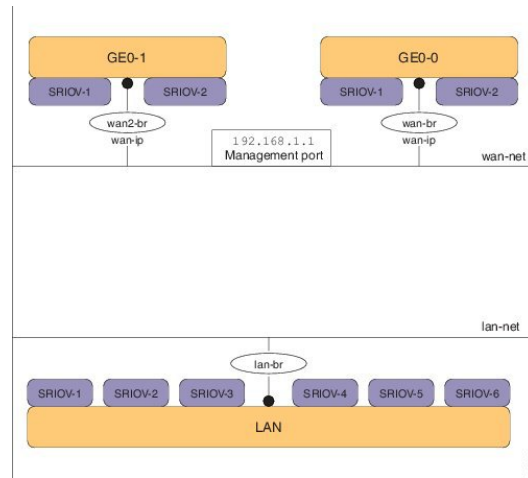 GE0-1
GE0-0
SRIOV-1
SRIOV-2
SRIOV-1
SRIOV-2
wan2-br
wan-br
wan-ip
192.168.1.1
wan-ip
Management port
wan-net
lan-net
lan-br
SRIOV-1
SRIOV-2
SRIOV-3
SRIOV-4
SRIOV-5
SRIOV-6
LAN